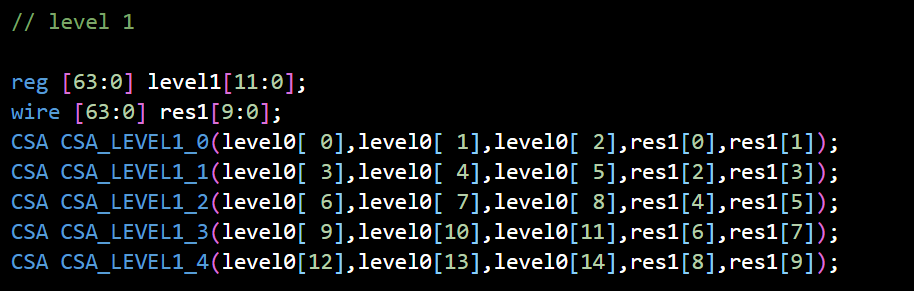 // level 1
reg [63:0] level1[11:0];
wire [63:0] res1[9:0];
CSA CSA_LEVEL1_0(level0[ 0],level0[ 1],level0[ 2],res1[0],res1[1]);
CSA CSA_LEVEL1_1(level0[ 3],level0[ 4],level0[ 5],res1[2],res1[3]);
CSA CSA_LEVEL1_2(level0[ 6],level0[ 7],level0[ 8],res1[4],res1[5]);
CSA CSA_LEVEL1_3(level0[ 9],level0[10],level0[11],res1[6],res1[7]);
CSA CSA_LEVEL1_4(level0[12],level0[13],level0[14],res1[8],res1[9]);